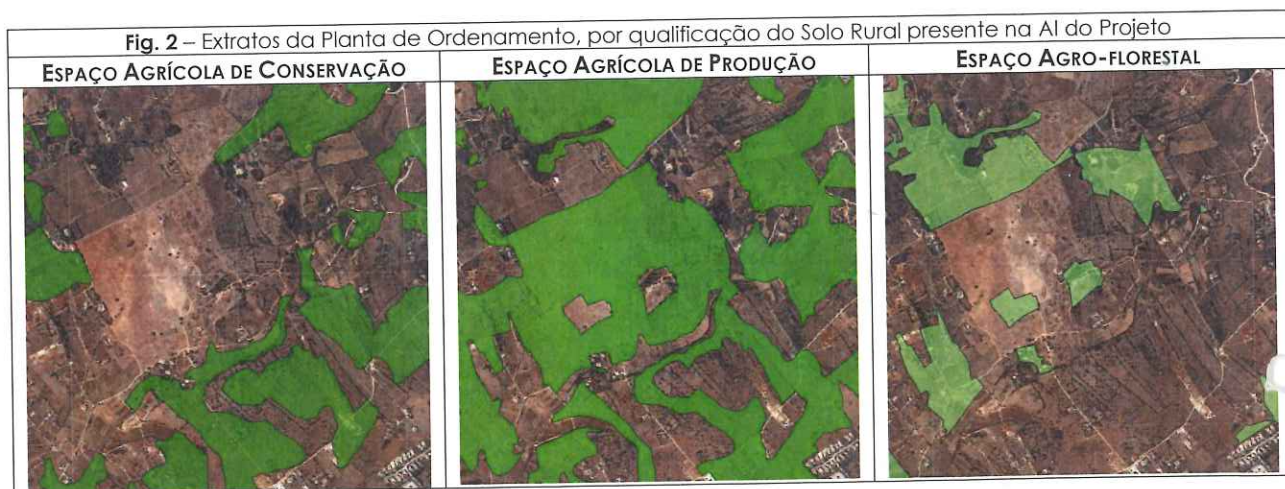 Fig. 2 – Extratos da Planta de Ordenamento, por qualificação do Solo Rural presente na AI do Projeto
ESPAÇO AGRÍCOLA DE CONSERVAÇÃO
ESPAÇO AGRÍCOLA DE PRODUÇÃO
ESPAÇO AGRO-FLORESTAL